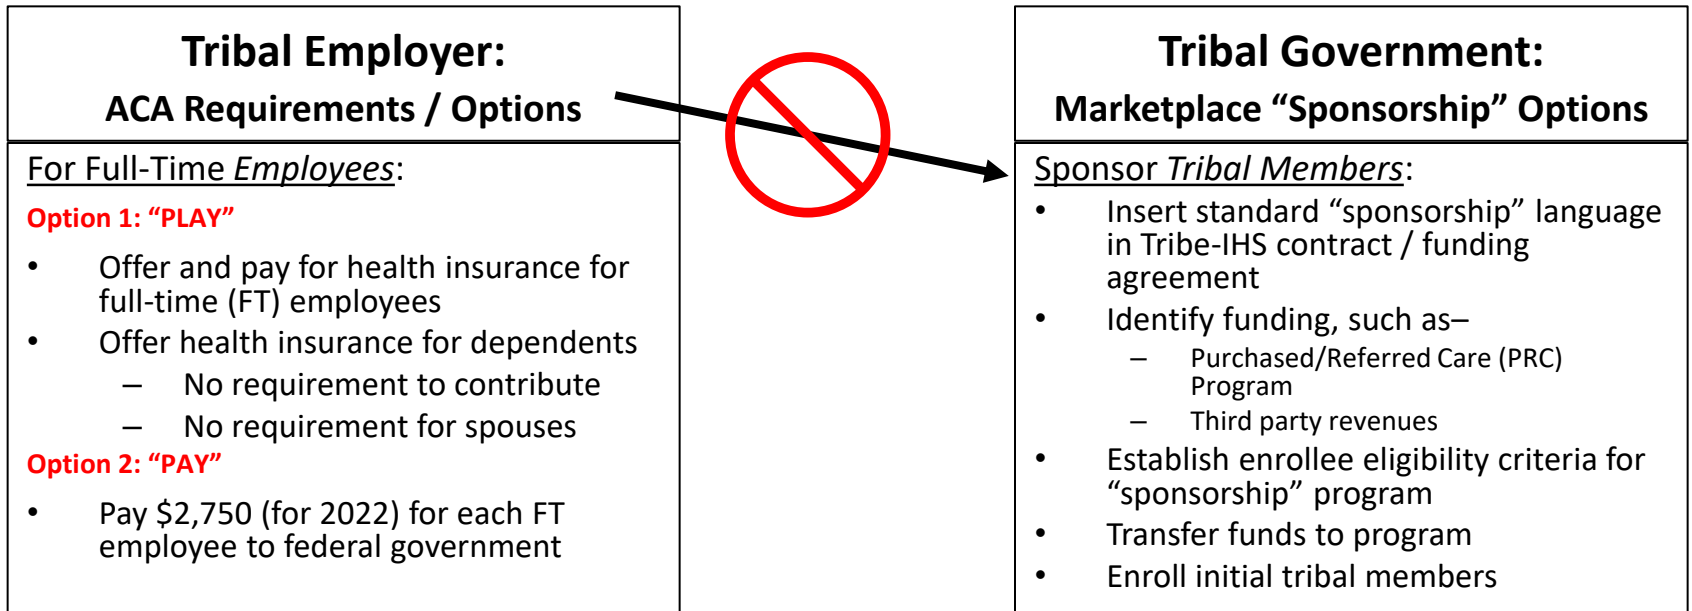 Tribal Employer:
ACA Requirements / Options
For Full-Time Employees:
Option 1: “PLAY”
• Offer and pay for health insurance for
full-time (FT) employees
• Offer health insurance for dependents
– No requirement to contribute
– No requirement for spouses
Option 2: “PAY”
• Pay $2,750 (for 2022) for each FT
employee to federal government
Tribal Government:
Marketplace “Sponsorship” Options
Sponsor Tribal Members:
• Insert standard “sponsorship” language
in Tribe-IHS contract / funding
agreement
• Identify funding, such as–
– Purchased/Referred Care (PRC)
Program
– Third party revenues
• Establish enrollee eligibility criteria for
“sponsorship” program
• Transfer funds to program
• Enroll initial tribal members